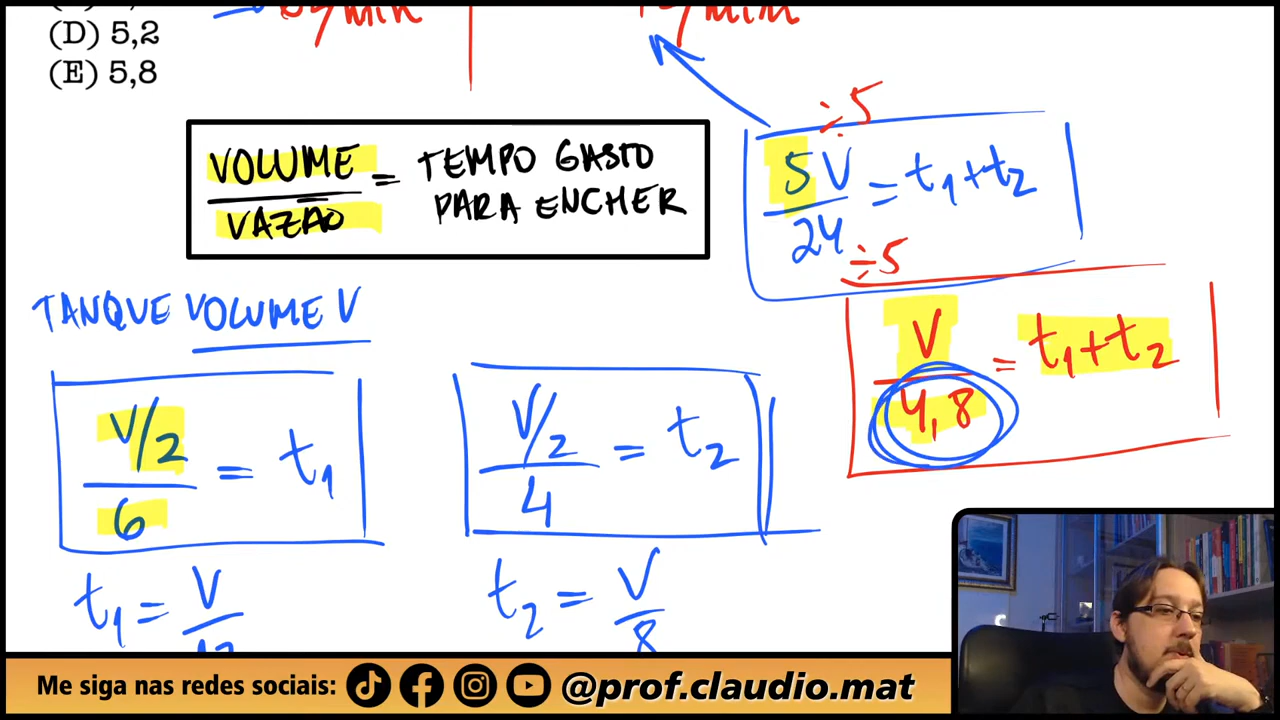 (D) 5,2
(E) 5,8
÷5
VOLUME
VAZÃO
= TEMPO GASTO
PARA ENCHER
5V
24
= t1+t2
÷5
V
4,8
= t1+t2
TANQUE VOLUME V
V/2
6
= t1
V/2
4
= t2
t1 = V
t2 = V
8
Me siga nas redes sociais: @prof.claudio.mat